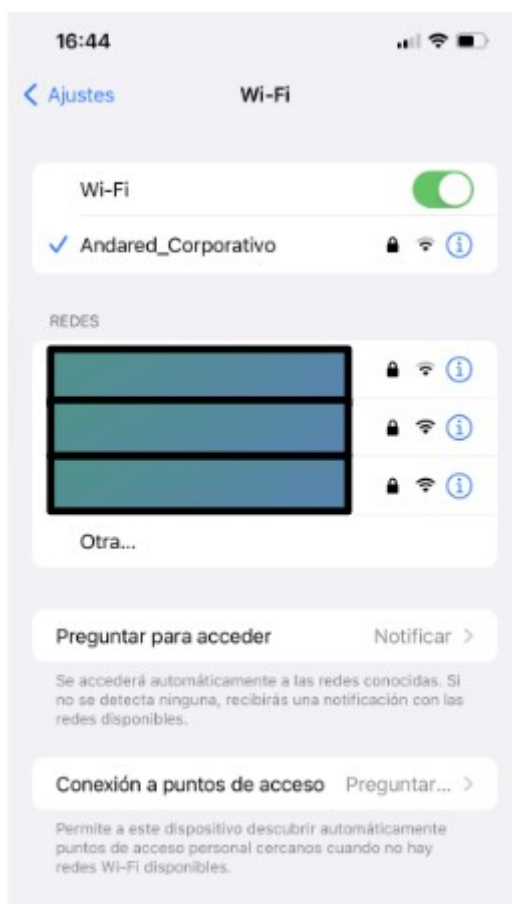 16:44
Ajustes
Wi-Fi
Wi-Fi
Andared_Corporativo
REDES
Otra...
Preguntar para acceder Notificar
Se accederá automáticamente a las redes conocidas. Si
no se detecta ninguna, recibirás una notificación con las
redes disponibles.
Conexión a puntos de acceso Preguntar...
Permite a este dispositivo descubrir automáticamente
puntos de acceso personal cercanos cuando no hay
redes Wi-Fi disponibles.